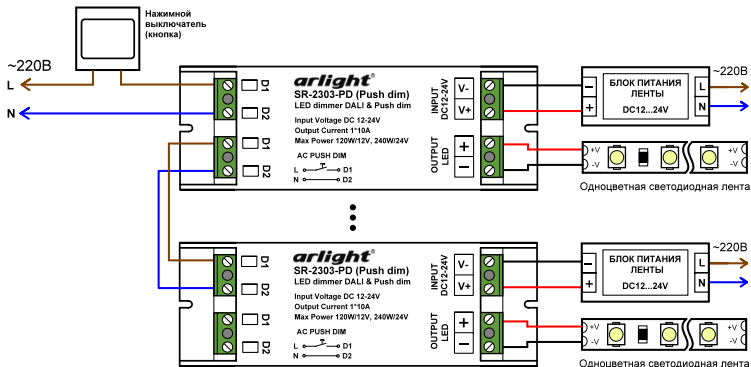 Нажимной
выключатель
(кнопка)
~220В
L
N
D1
D2
D1
D2
arlight®
SR-2303-PD (Push dim)
LED dimmer DALI & Push dim
Input Voltage DC 12-24V
Output Current 1*10A
Max Power 120W/12V, 240W/24V
AC PUSH DIM
L D1
N D2
INPUT
DC12-24V
V-
V+
OUTPUT
LED
+
−
−
+
БЛОК ПИТАНИЯ
ЛЕНТЫ
DC12...24V
L
N
~220В
+V
-V
+V
-V
Одноцветная светодиодная лента
D1
D2
D1
D2
arlight®
SR-2303-PD (Push dim)
LED dimmer DALI & Push dim
Input Voltage DC 12-24V
Output Current 1*10A
Max Power 120W/12V, 240W/24V
AC PUSH DIM
L D1
N D2
INPUT
DC12-24V
V-
V+
OUTPUT
LED
+
−
−
+
БЛОК ПИТАНИЯ
ЛЕНТЫ
DC12...24V
L
N
~220В
+V
-V
+V
-V
Одноцветная светодиодная лента